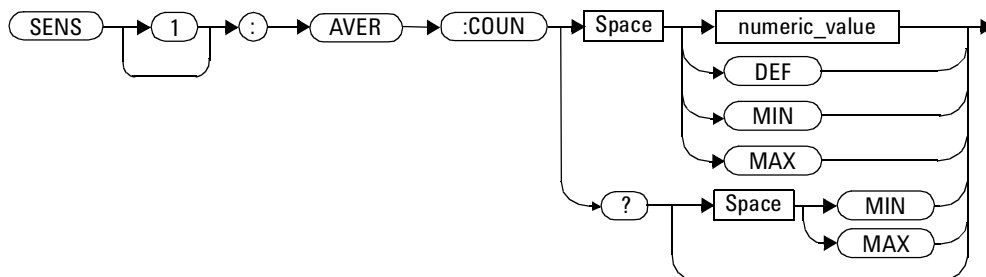 SENS 1 : AVER :COUN Space numeric_value
DEF
MIN
MAX
? Space MIN
MAX